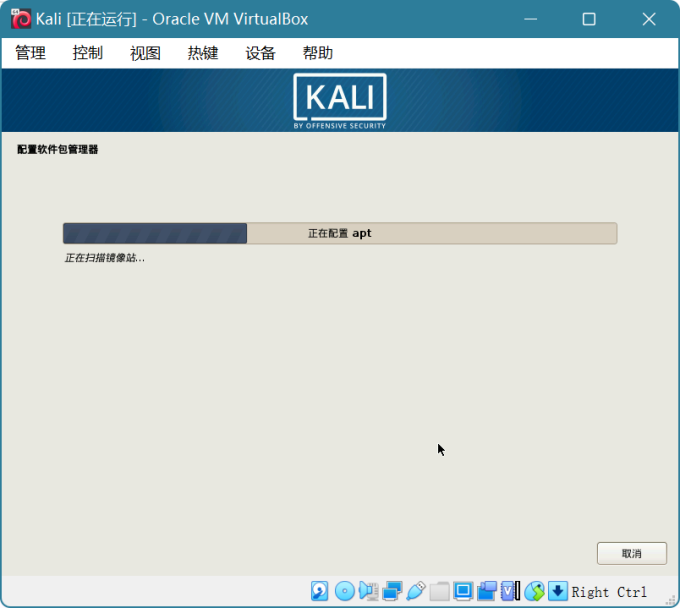 Kali [正在运行] - Oracle VM VirtualBox
管理 控制 视图 热键 设备 帮助
KALI
BY OFFENSIVE SECURITY
配置软件包管理器
正在配置 apt
正在扫描镜像站...
取消
Right Ctrl